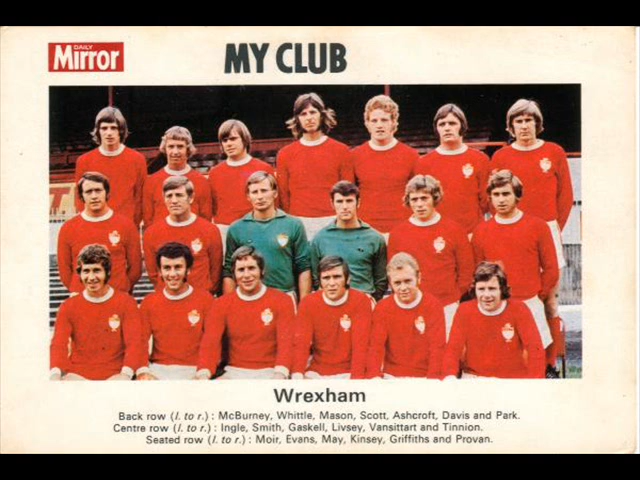 DAILY
Mirror
MY CLUB
Wrexham
Back row (l. to r.) : McBurney, Whittle, Mason, Scott, Ashcroft, Davis and Park.
Centre row (l. to r.) : Ingle, Smith, Gaskell, Livsey, Vansittart and Tinnion.
Seated row (l. to r.) : Moir, Evans, May, Kinsey, Griffiths and Provan.